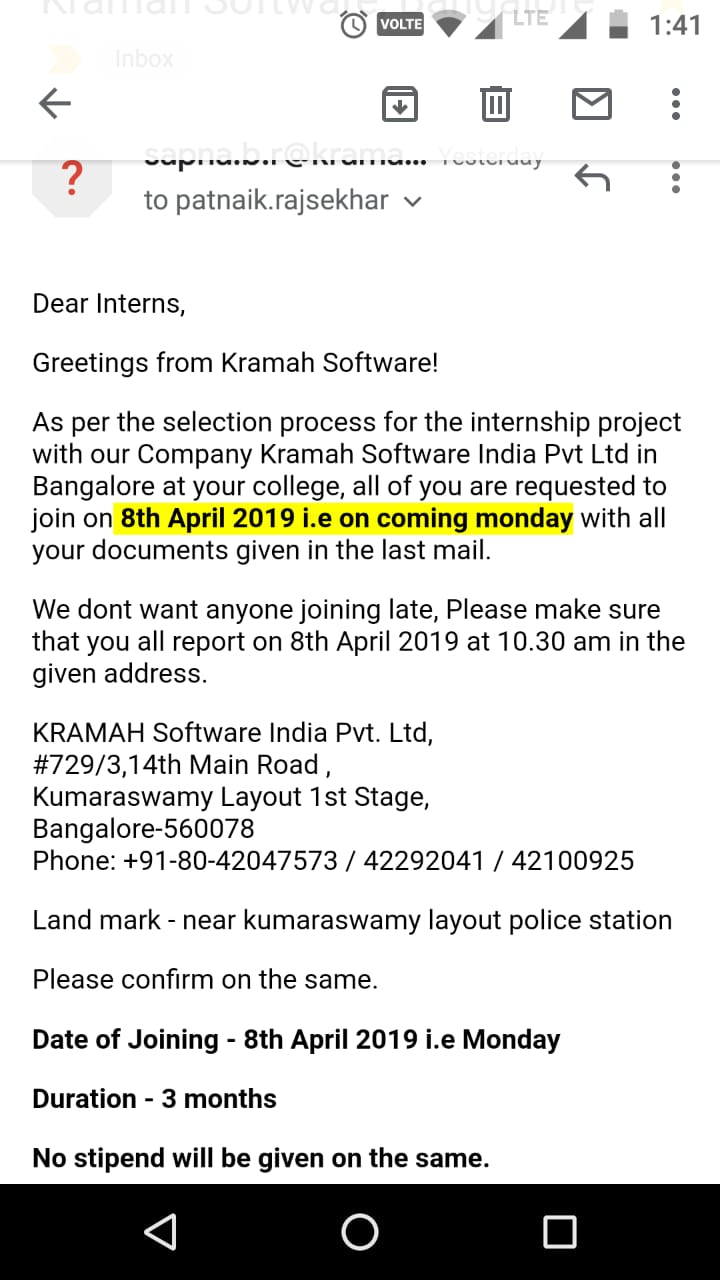 Kramah Software, Bangalore
VOLTE LTE 1:41
Inbox
sapna.b.r@krama... Yesterday
?
to patnaik.rajsekhar
Dear Interns,
Greetings from Kramah Software!
As per the selection process for the internship project
with our Company Kramah Software India Pvt Ltd in
Bangalore at your college, all of you are requested to
join on 8th April 2019 i.e on coming monday with all
your documents given in the last mail.
We dont want anyone joining late, Please make sure
that you all report on 8th April 2019 at 10.30 am in the
given address.
KRAMAH Software India Pvt. Ltd,
#729/3,14th Main Road ,
Kumaraswamy Layout 1st Stage,
Bangalore-560078
Phone: +91-80-42047573 / 42292041 / 42100925
Land mark - near kumaraswamy layout police station
Please confirm on the same.
Date of Joining - 8th April 2019 i.e Monday
Duration - 3 months
No stipend will be given on the same.